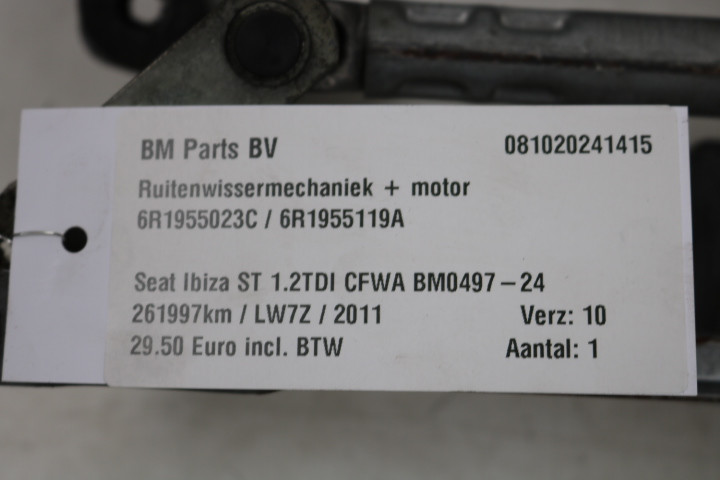 BM Parts BV 081020241415
Ruitenwissermechaniek + motor
6R1955023C / 6R1955119A
Seat Ibiza ST 1.2TDI CFWA BM0497-24
261997km / LW7Z / 2011 Verz: 10
29.50 Euro incl. BTW Aantal: 1